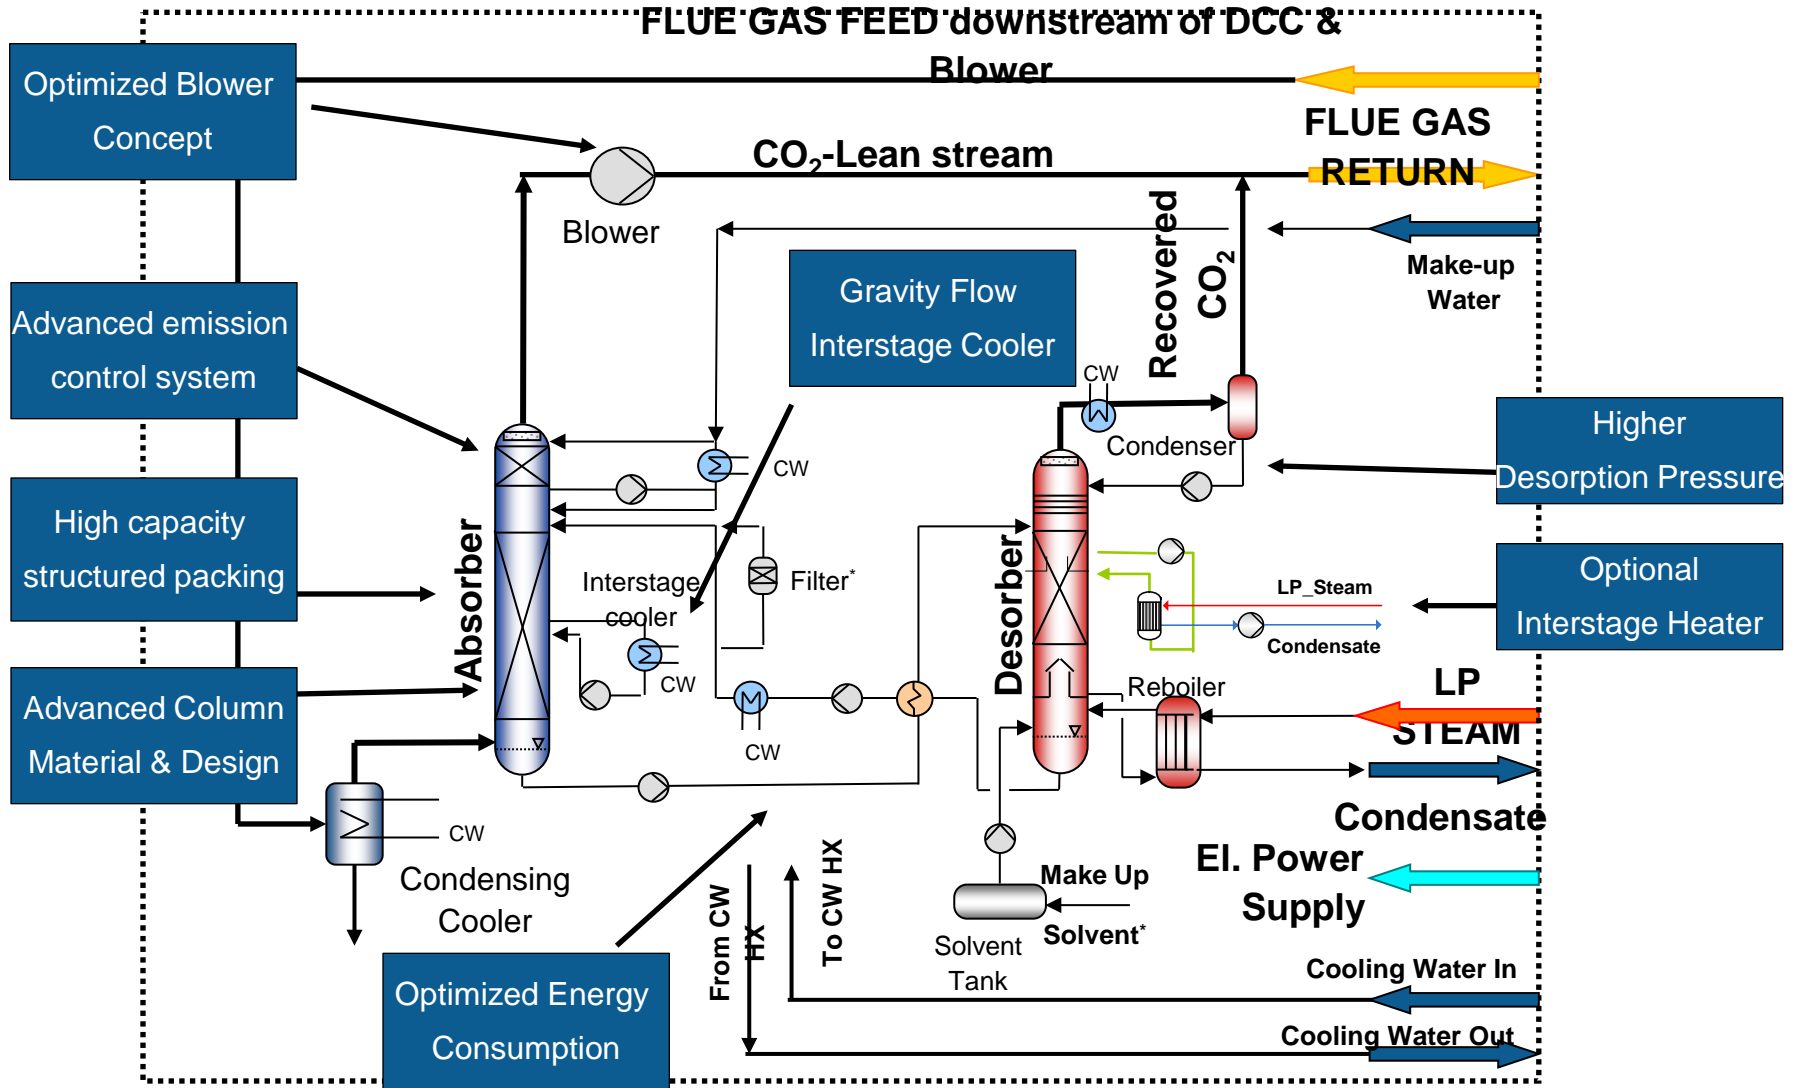 FLUE GAS FEED downstream of DCC &
Blower
Optimized Blower
Concept
FLUE GAS
RETURN
CO₂-Lean stream
Blower
Recovered
CO₂
Make-up
Water
Gravity Flow
Interstage Cooler
Advanced emission
control system
CW
Condenser
Higher
Desorption Pressure
CW
High capacity
structured packing
Absorber
Interstage
cooler
Filter*
Desorber
LP_Steam
Condensate
Optional
Interstage Heater
CW
Reboiler
LP
STEAM
Advanced Column
Material & Design
CW
CW
Condensate
Condensing
Cooler
From CW
HX
To CW HX
Make Up
Solvent*
Solvent
Tank
El. Power
Supply
Optimized Energy
Consumption
Cooling Water In
Cooling Water Out